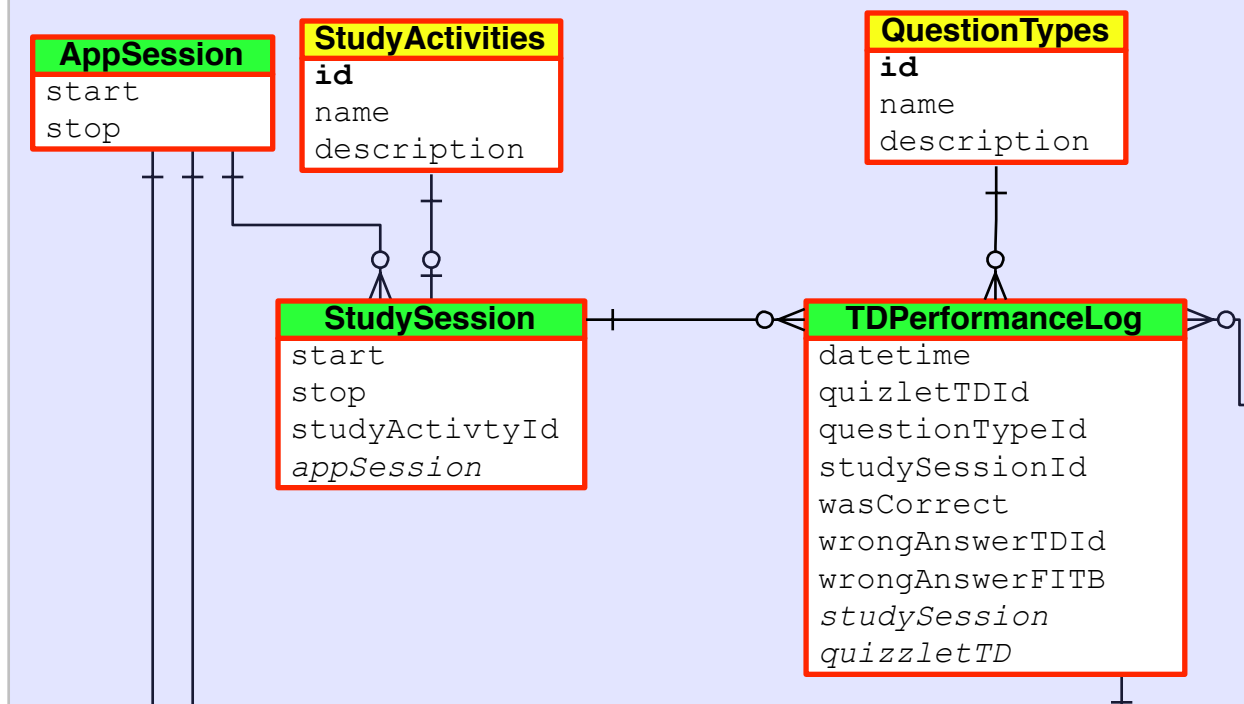 AppSession
start
stop
StudyActivities
id
name
description
QuestionTypes
id
name
description
StudySession
start
stop
studyActivtyId
appSession
TDPerformanceLog
datetime
quizletTDId
questionTypeId
studySessionId
wasCorrect
wrongAnswerTDId
wrongAnswerFITB
studySession
quizzletTD